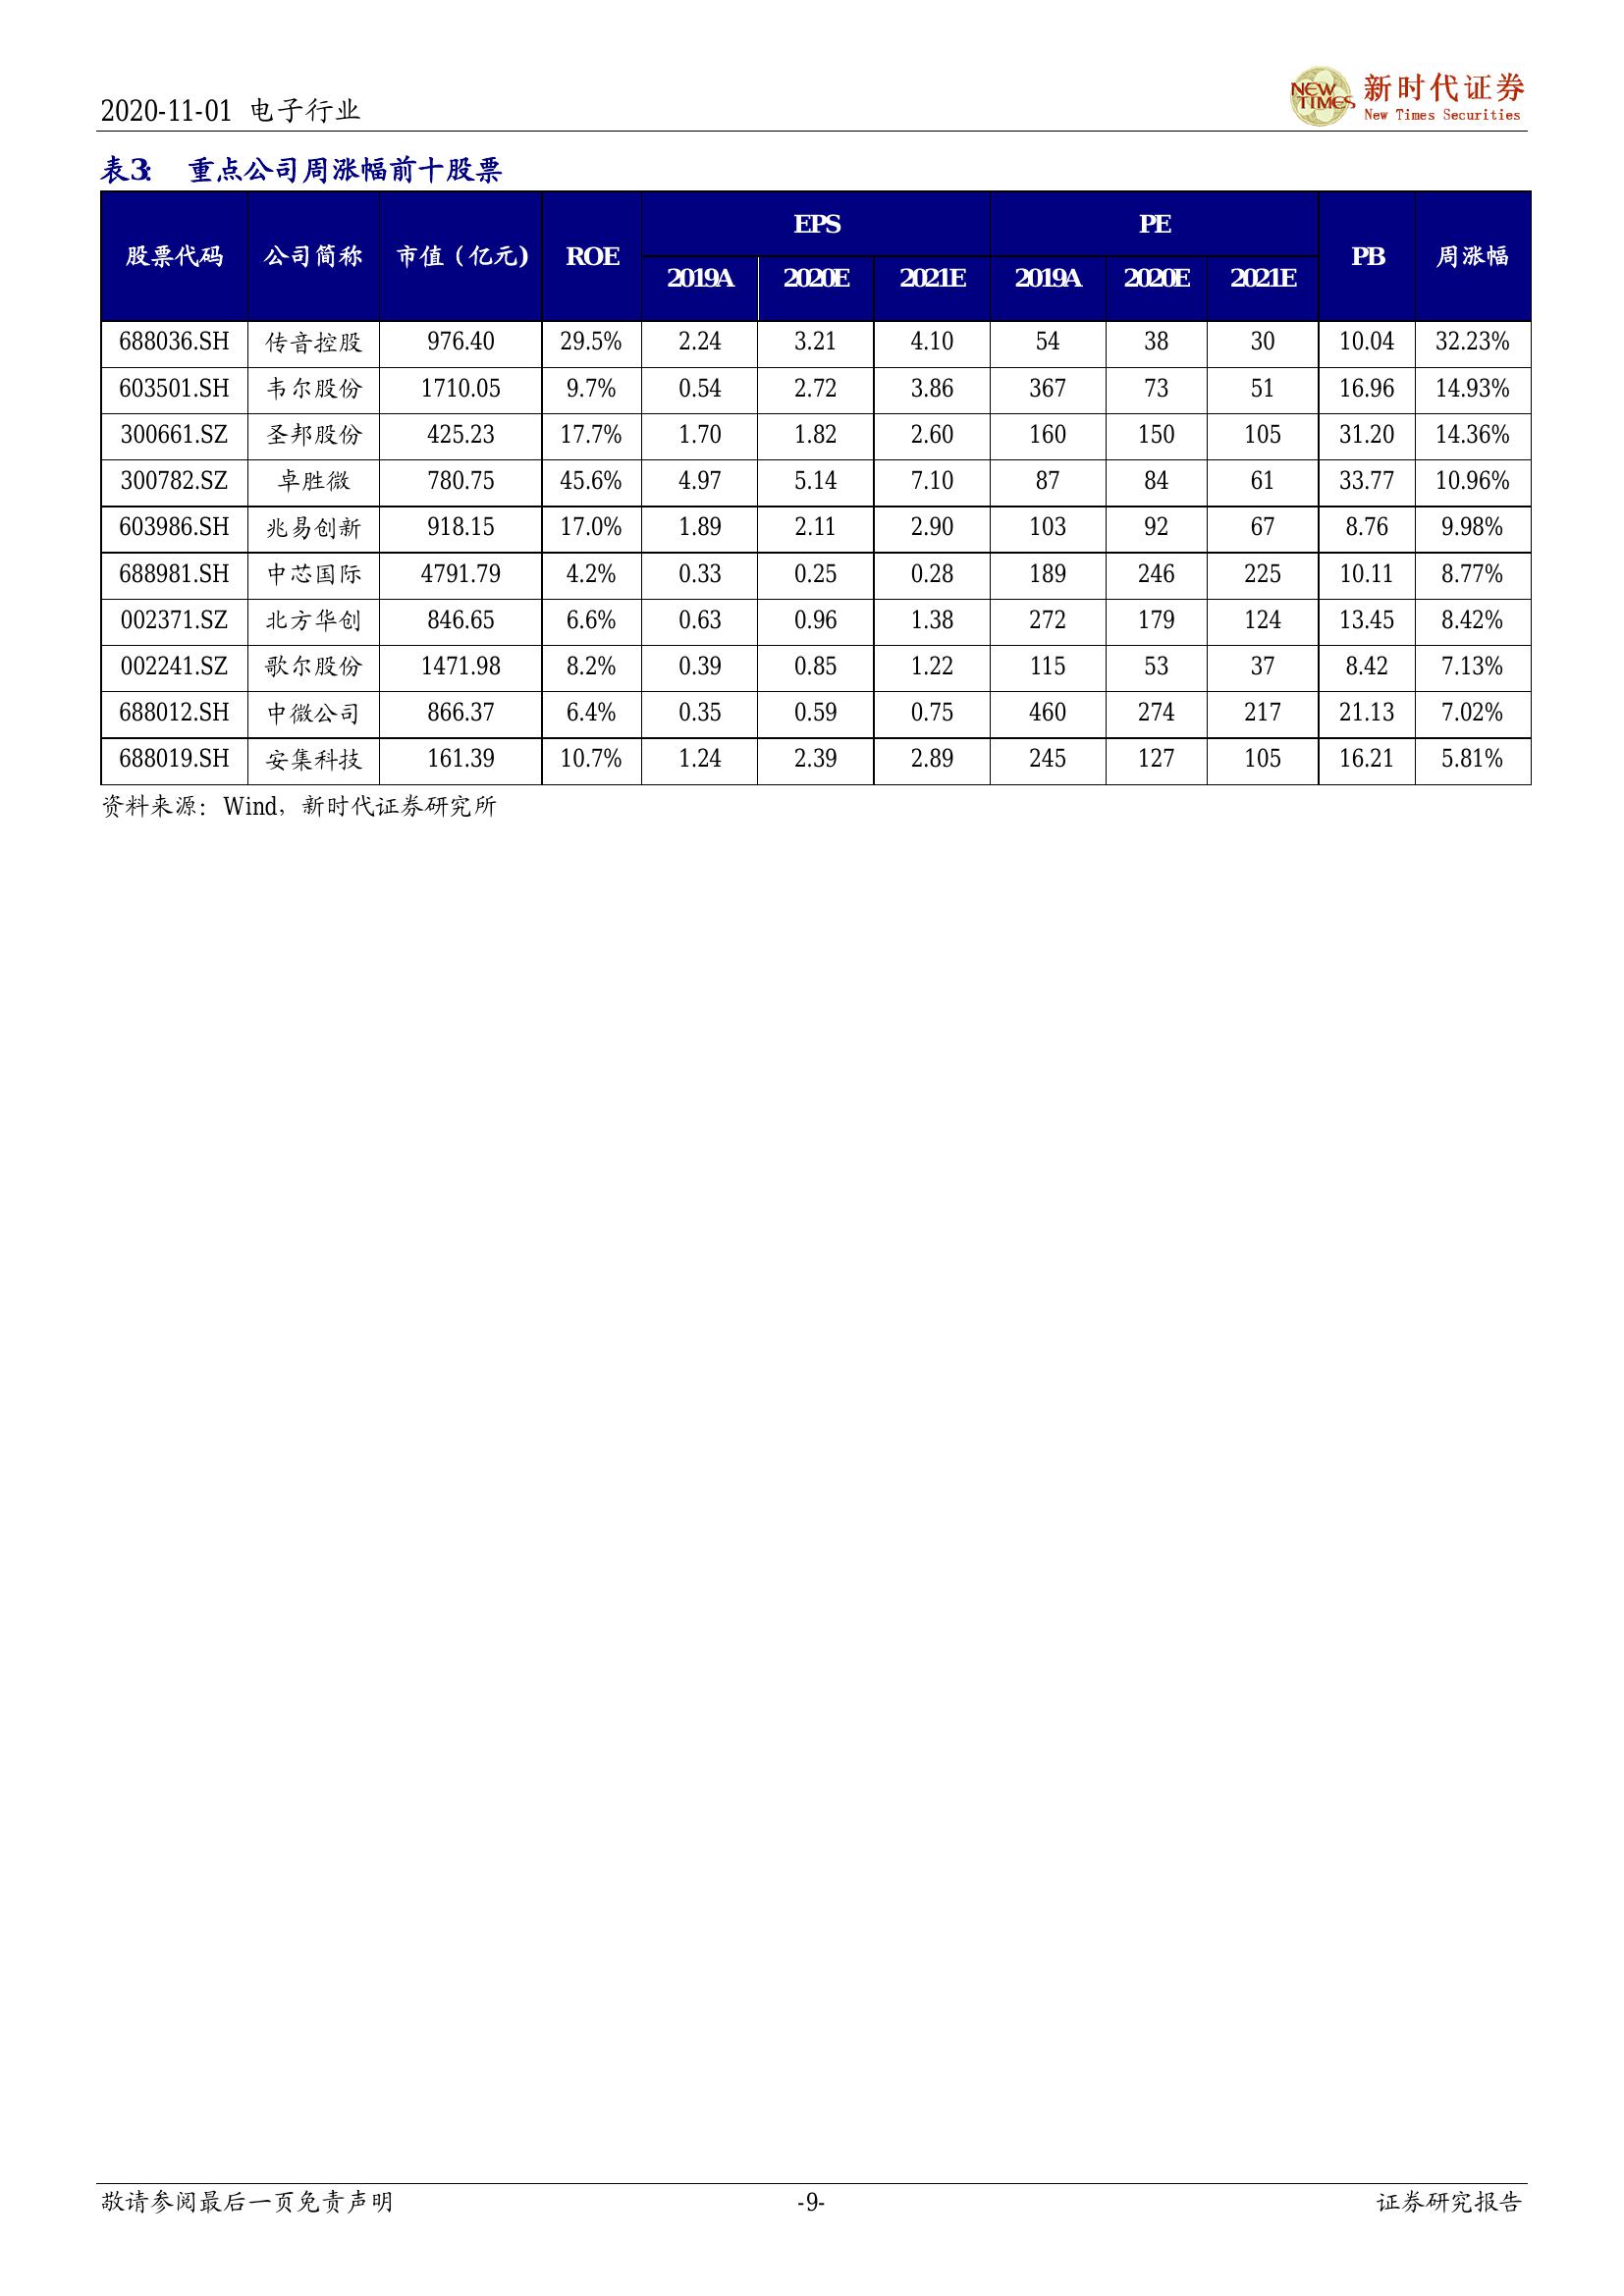 2020-11-01 电子行业
NEW TIMES 新时代证券
New Times Securities
表3: 重点公司周涨幅前十股票
股票代码 公司简称 市值（亿元） ROE EPS PE PB 周涨幅
2019A 2020E 2021E 2019A 2020E 2021E
688036.SH 传音控股 976.40 29.5% 2.24 3.21 4.10 54 38 30 10.04 32.23%
603501.SH 韦尔股份 1710.05 9.7% 0.54 2.72 3.86 367 73 51 16.96 14.93%
300661.SZ 圣邦股份 425.23 17.7% 1.70 1.82 2.60 160 150 105 31.20 14.36%
300782.SZ 卓胜微 780.75 45.6% 4.97 5.14 7.10 87 84 61 33.77 10.96%
603986.SH 兆易创新 918.15 17.0% 1.89 2.11 2.90 103 92 67 8.76 9.98%
688981.SH 中芯国际 4791.79 4.2% 0.33 0.25 0.28 189 246 225 10.11 8.77%
002371.SZ 北方华创 846.65 6.6% 0.63 0.96 1.38 272 179 124 13.45 8.42%
002241.SZ 歌尔股份 1471.98 8.2% 0.39 0.85 1.22 115 53 37 8.42 7.13%
688012.SH 中微公司 866.37 6.4% 0.35 0.59 0.75 460 274 217 21.13 7.02%
688019.SH 安集科技 161.39 10.7% 1.24 2.39 2.89 245 127 105 16.21 5.81%
资料来源：Wind，新时代证券研究所
敬请参阅最后一页免责声明 -9- 证券研究报告